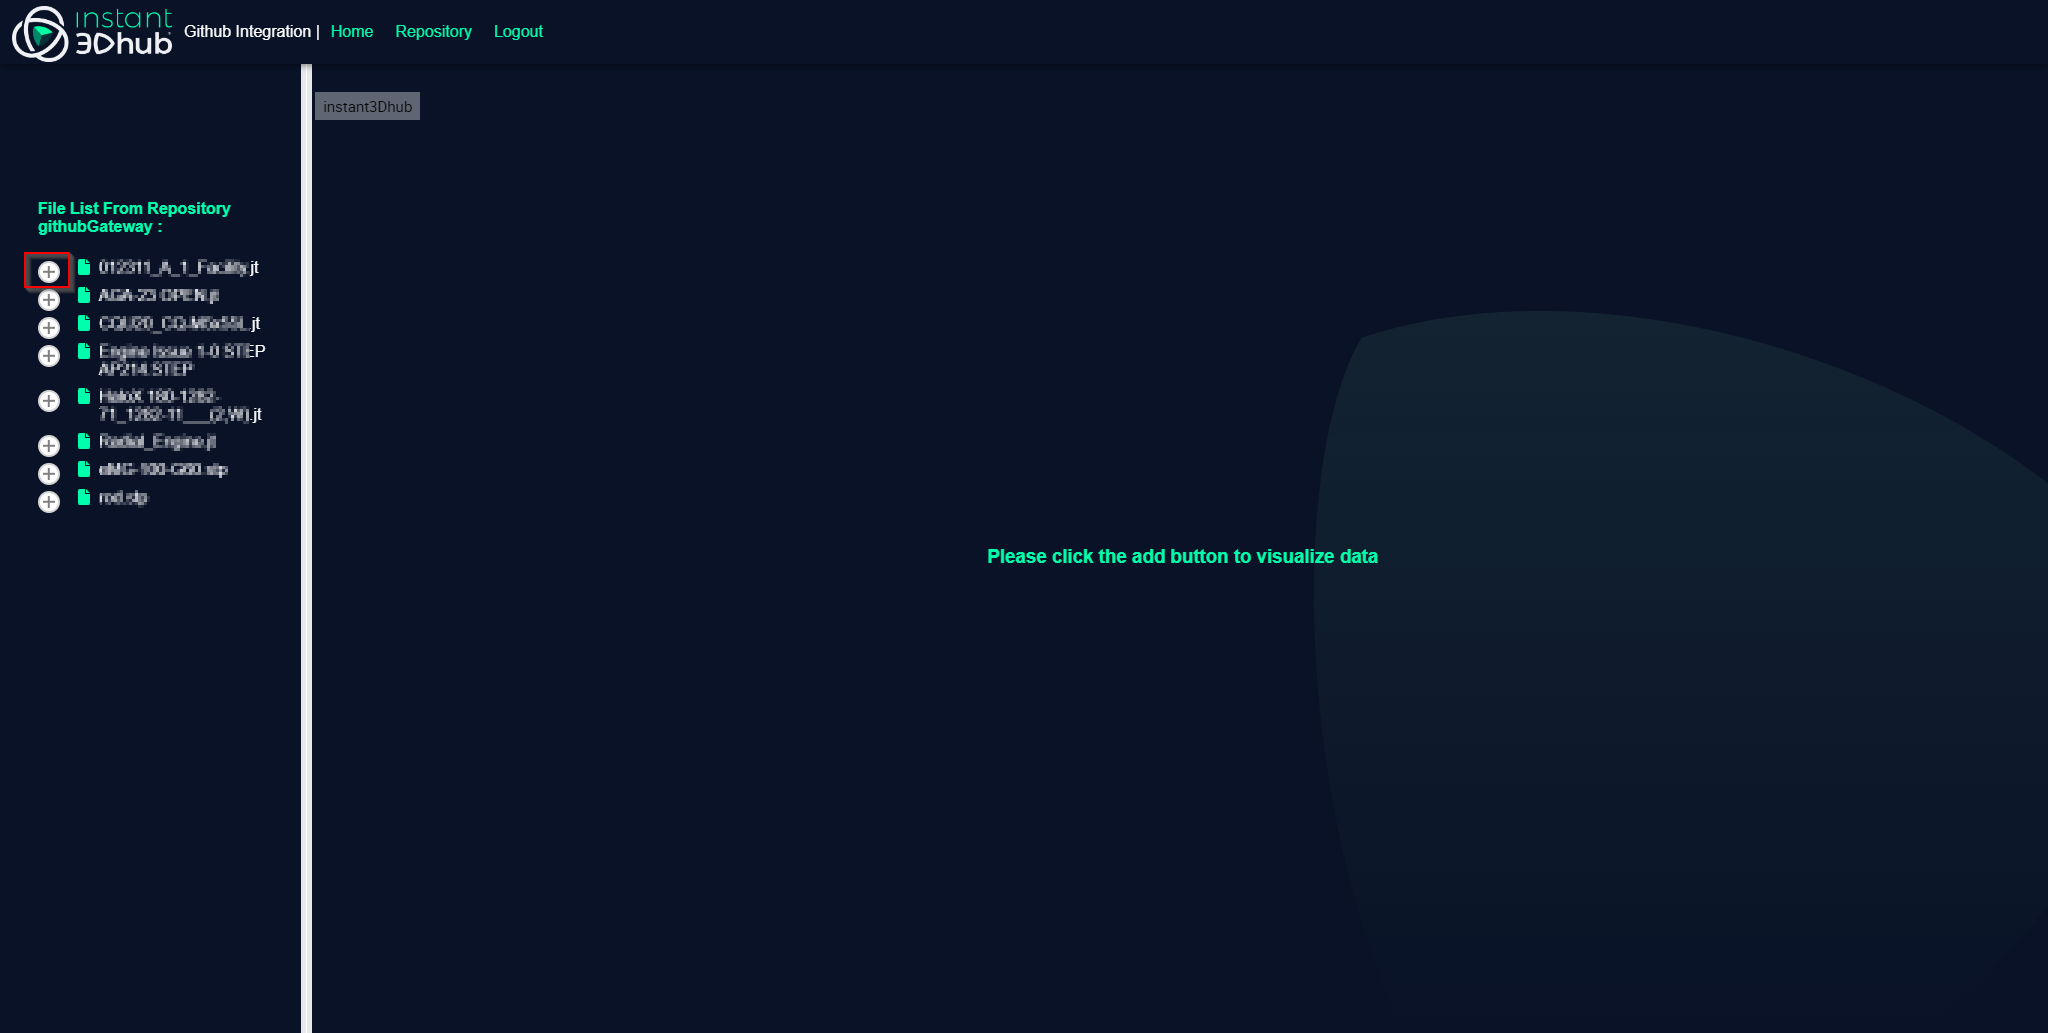 instant
3Dhub
Github Integration | Home Repository Logout
instant3Dhub
File List From Repository
githubGateway :
012311_A_1_Facility.jt
AGA-23 OPEN.jt
.jt
Engine Issue 1-0 STEP
AP214.STEP
HaloX 180-1282-
71_1282-11___(2,W).jt
Radial_Engine.jt
eMG-100-G60.stp
rod.stp
Please click the add button to visualize data